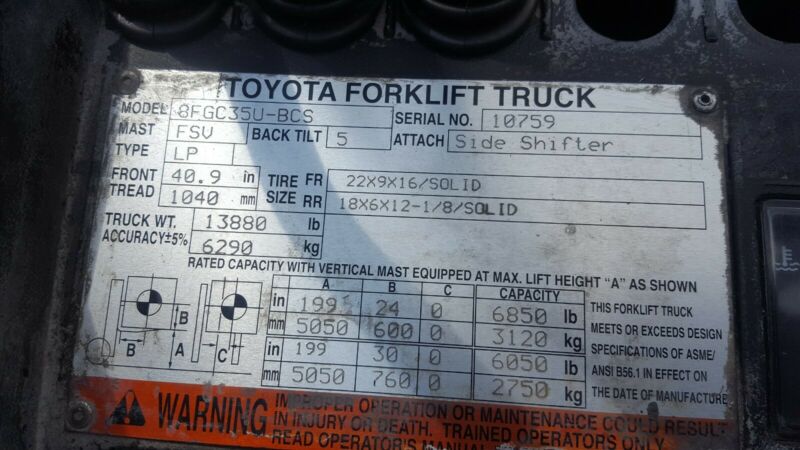 TOYOTA FORKLIFT TRUCK
MODEL 8FGC35U-BCS SERIAL NO. 10759
MAST FSV BACK TILT 5 ATTACH Side Shifter
TYPE LP
FRONT TREAD 40.9 in 1040 mm
TIRE SIZE FR 22X9X16/SOLID
RR 18X6X12-1/8/SOLID
TRUCK WT. 13880 lb
ACCURACY±5% 6290 kg
RATED CAPACITY WITH VERTICAL MAST EQUIPPED AT MAX. LIFT HEIGHT "A" AS SHOWN
A B C CAPACITY
in 199 24 0 6850 lb
mm 5050 600 0 3120 kg
in 199 30 0 6050 lb
mm 5050 760 0 2750 kg
B
B A C
THIS FORKLIFT TRUCK
MEETS OR EXCEEDS DESIGN
SPECIFICATIONS OF ASME/
ANSI B56.1 IN EFFECT ON
THE DATE OF MANUFACTURE
WARNING
IMPROPER OPERATION OR MAINTENANCE COULD RESULT
IN INJURY OR DEATH. TRAINED OPERATORS ONLY
READ OPERATOR'S MANUAL